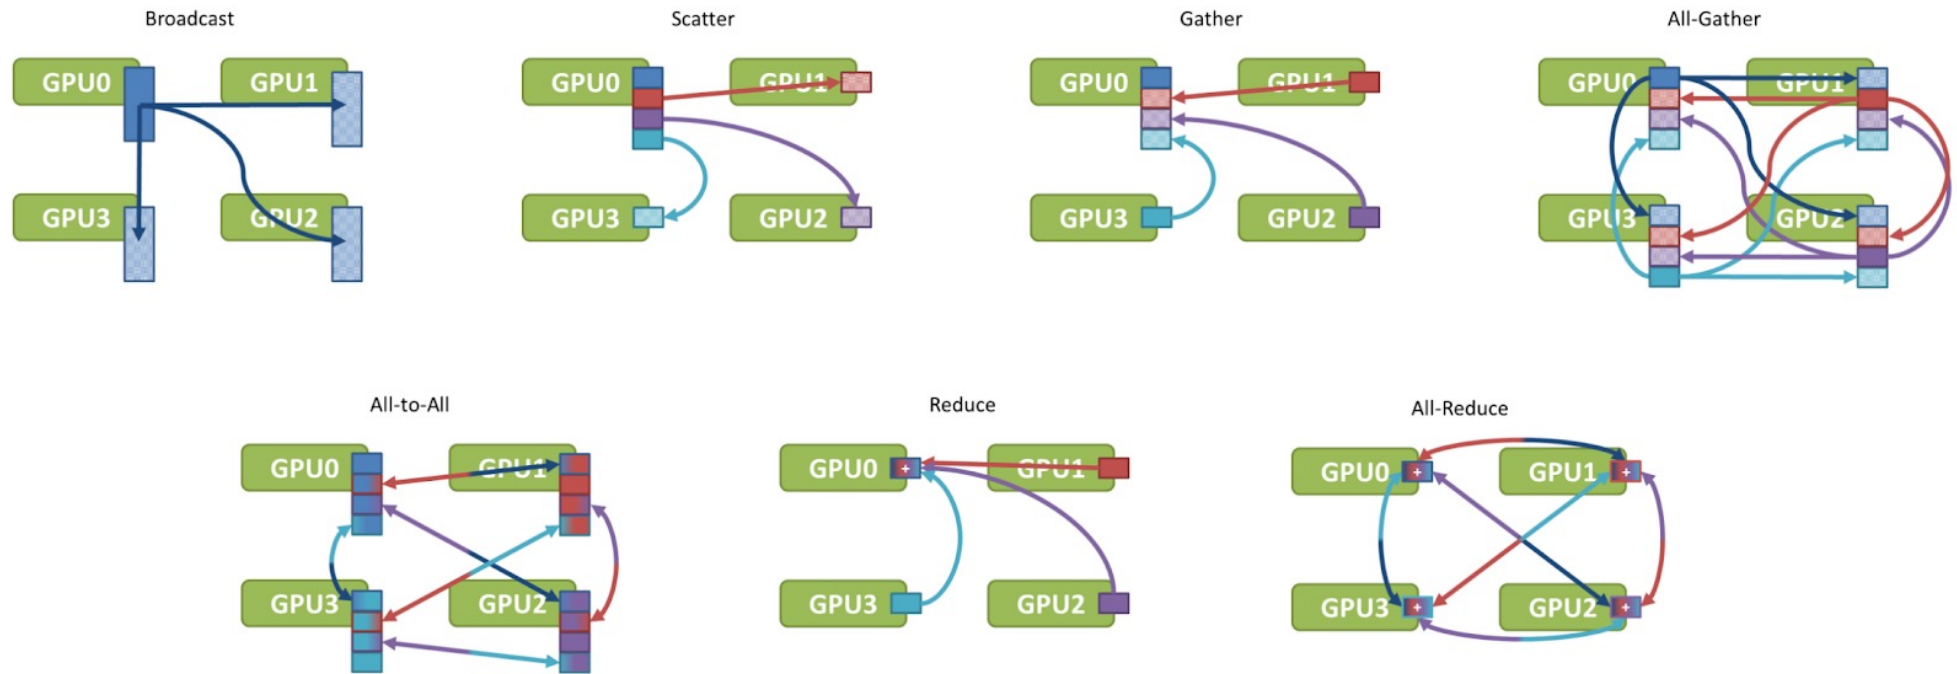 Broadcast
Scatter
Gather
All-Gather
GPU0 GPU1 GPU0 GPU1 GPU0 GPU1 GPU0 GPU1
GPU3 GPU2 GPU3 GPU2 GPU3 GPU2 GPU3 GPU2
All-to-All
Reduce
All-Reduce
GPU0 GPU1 GPU0 + GPU1 GPU0 + GPU1 +
GPU3 GPU2 GPU3 GPU2 GPU3 + GPU2 +